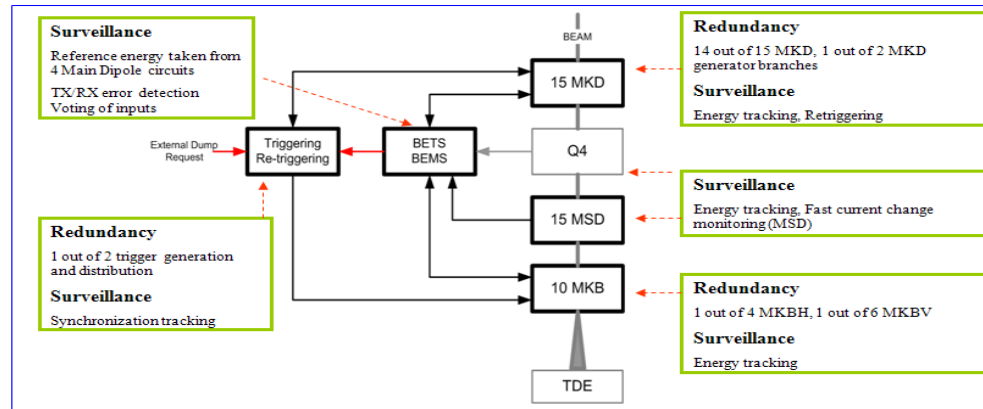 Surveillance
Reference energy taken from
4 Main Dipole circuits
TX/RX error detection
Voting of inputs
BEAM
Redundancy
14 out of 15 MKD, 1 out of 2 MKD
generator branches
Surveillance
Energy tracking, Retriggering
15 MKD
External Dump
Request
Triggering
Re-triggering
BETS
BEMS
Q4
Surveillance
Energy tracking, Fast current change
monitoring (MSD)
15 MSD
Redundancy
1 out of 2 trigger generation
and distribution
Surveillance
Synchronization tracking
10 MKB
Redundancy
1 out of 4 MKBH, 1 out of 6 MKBV
Surveillance
Energy tracking
TDE